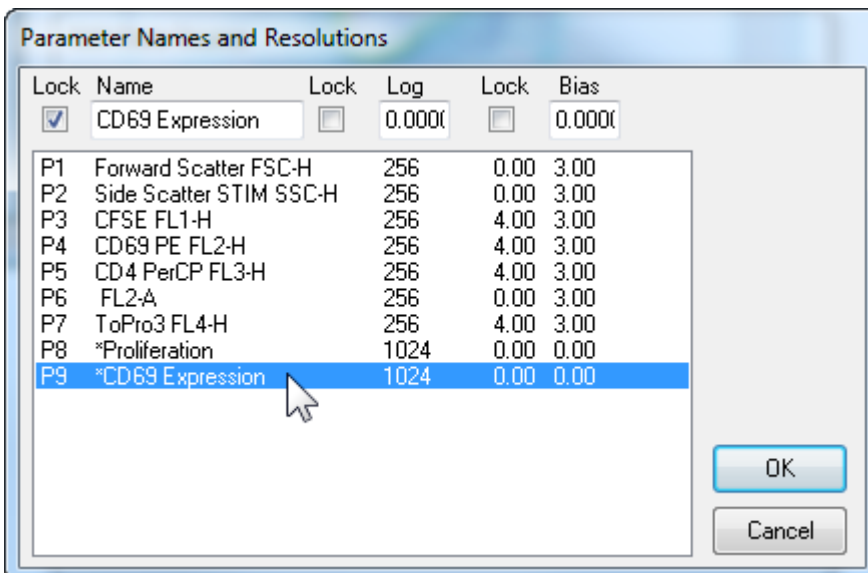 Parameter Names and Resolutions
Lock Name Lock Log Lock Bias
CD69 Expression 0.000( 0.000(
P1 Forward Scatter FSC-H 256 0.00 3.00
P2 Side Scatter STIM SSC-H 256 0.00 3.00
P3 CFSE FL1-H 256 4.00 3.00
P4 CD69 PE FL2-H 256 4.00 3.00
P5 CD4 PerCP FL3-H 256 4.00 3.00
P6 FL2-A 256 0.00 3.00
P7 ToPro3 FL4-H 256 4.00 3.00
P8 *Proliferation 1024 0.00 0.00
P9 *CD69 Expression 1024 0.00 0.00
OK
Cancel